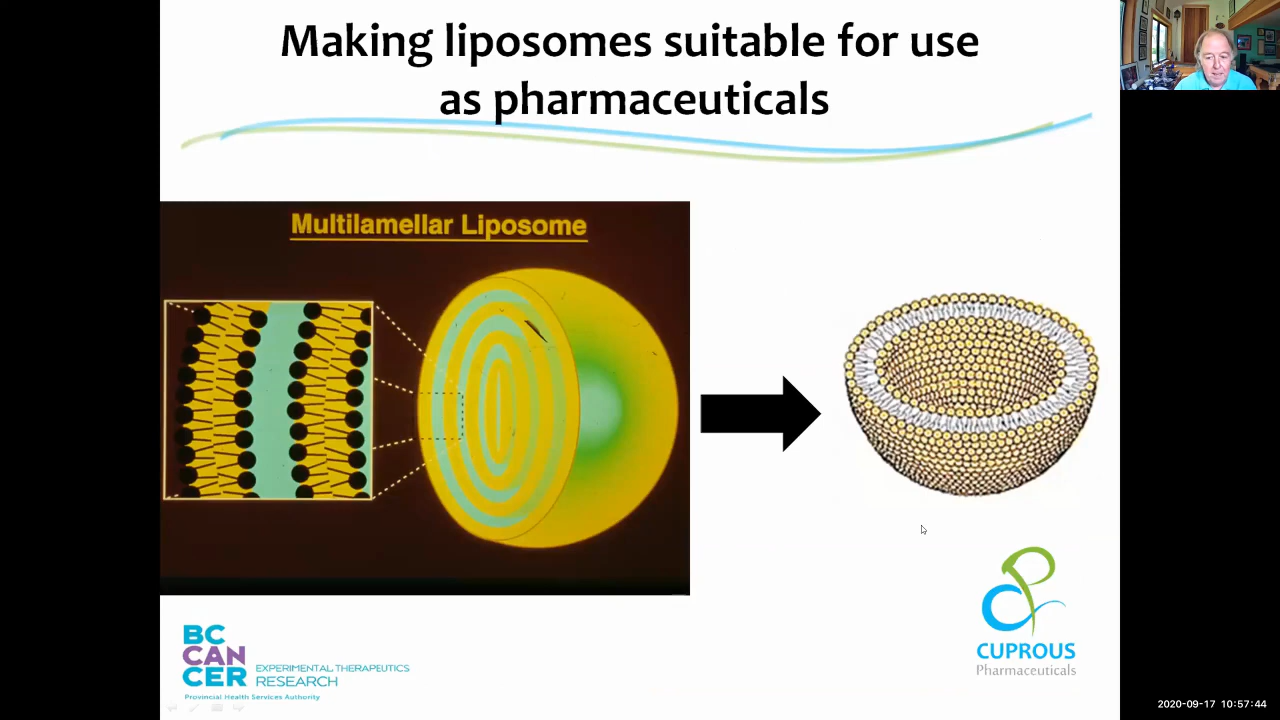 Making liposomes suitable for use
as pharmaceuticals
Multilamellar Liposome
BC
CAN
CER
EXPERIMENTAL THERAPEUTICS
RESEARCH
Provincial Health Services Authority
CUPROUS
Pharmaceuticals
2020-09-17 10:57:44